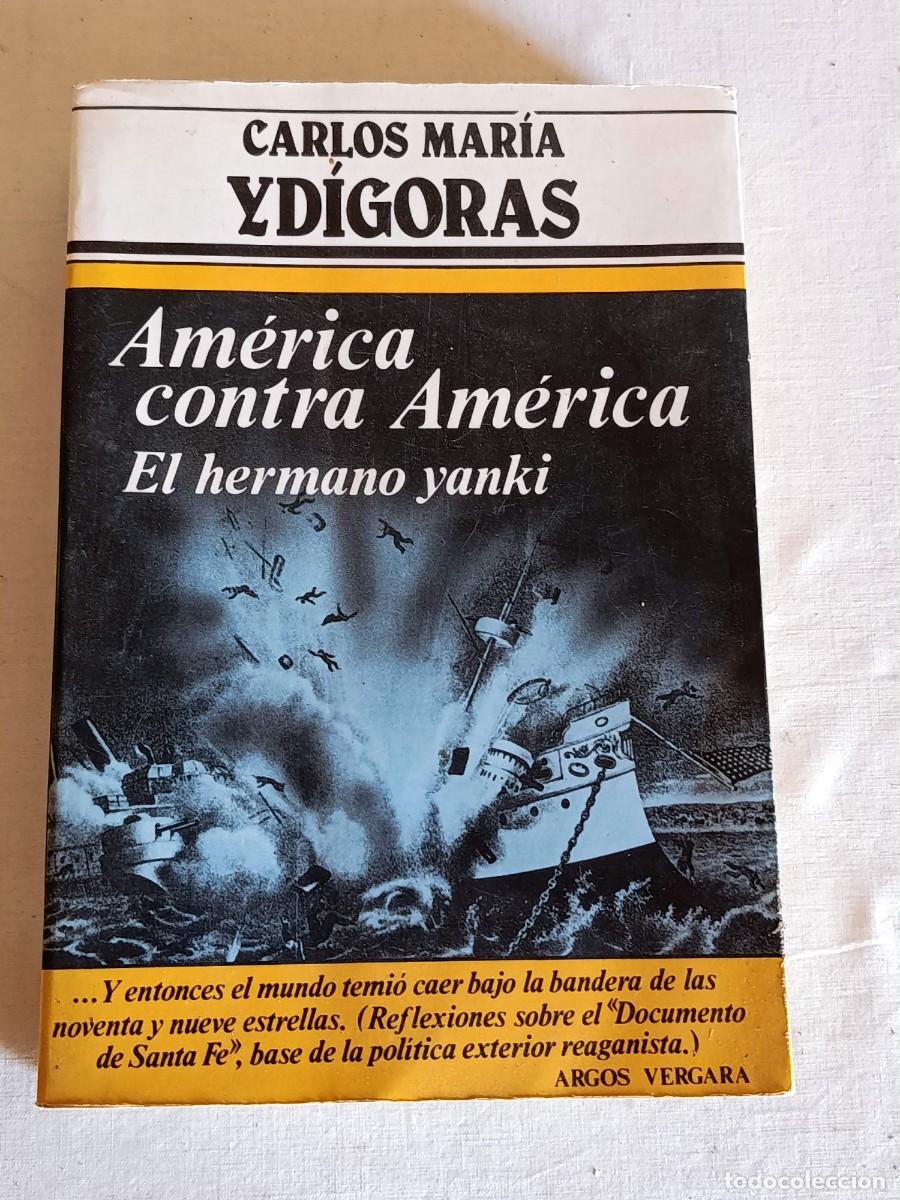 CARLOS MARÍA
YDÍGORAS
América
contra América
El hermano yanki
...Y entonces el mundo temió caer bajo la bandera de las
noventa y nueve estrellas. (Reflexiones sobre el «Documento
de Santa Fe», base de la política exterior reaganista.)
ARGOS VERGARA
todocoleccion